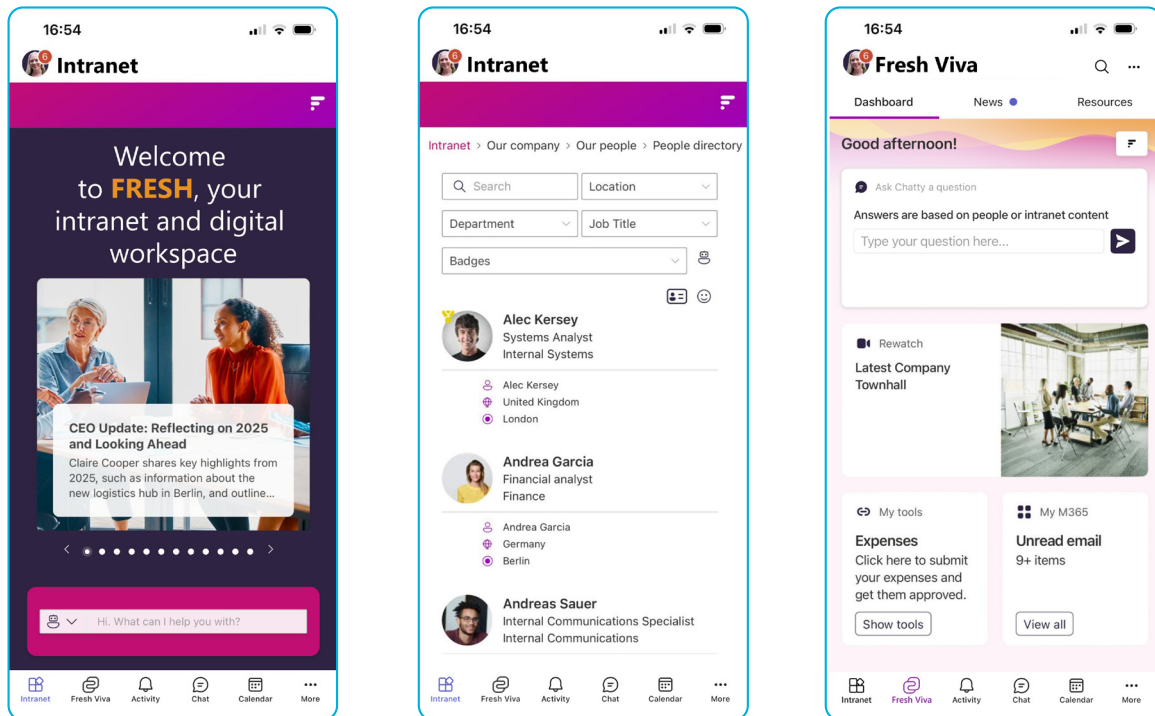 16:54
6
Intranet
Welcome
to FRESH, your
intranet and digital
workspace
CEO Update: Reflecting on 2025
and Looking Ahead
Claire Cooper shares key highlights from
2025, such as information about the
new logistics hub in Berlin, and outline...
Hi. What can I help you with?
Intranet Fresh Viva Activity Chat Calendar More
16:54
6
Intranet
Intranet > Our company > Our people > People directory
Search Location
Department Job Title
Badges
Alec Kersey
Systems Analyst
Internal Systems
Alec Kersey
United Kingdom
London
Andrea Garcia
Financial analyst
Finance
Andrea Garcia
Germany
Berlin
Andreas Sauer
Internal Communications Specialist
Internal Communications
Intranet Fresh Viva Activity Chat Calendar More
16:54
6
Fresh Viva
Dashboard News Resources
Good afternoon!
Ask Chatty a question
Answers are based on people or intranet content
Type your question here...
Rewatch
Latest Company
Townhall
My tools
Expenses
Click here to submit
your expenses and
get them approved.
Show tools
My M365
Unread email
9+ items
View all
Intranet Fresh Viva Activity Chat Calendar More